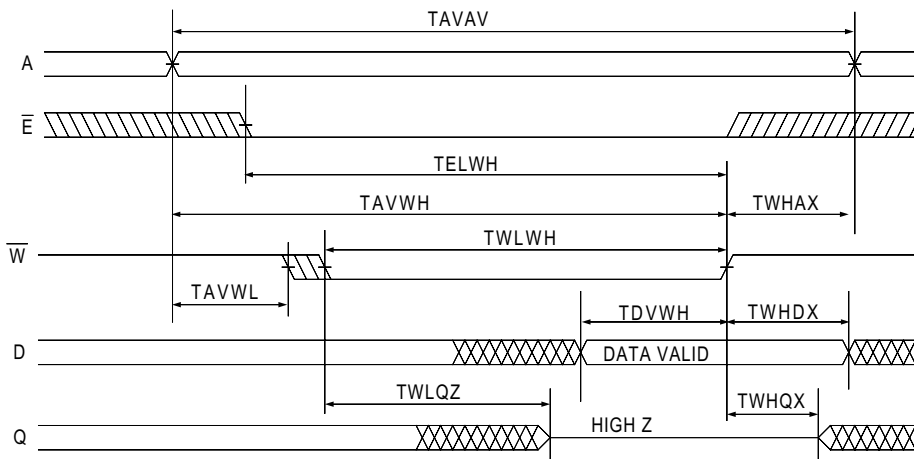 TAVAV
A
E̅
TELWH
TAVWH TWHAX
W̅ TWLWH
TAVWL
TDVWH TWHDX
D DATA VALID
TWLQZ TWHQX
Q HIGH Z